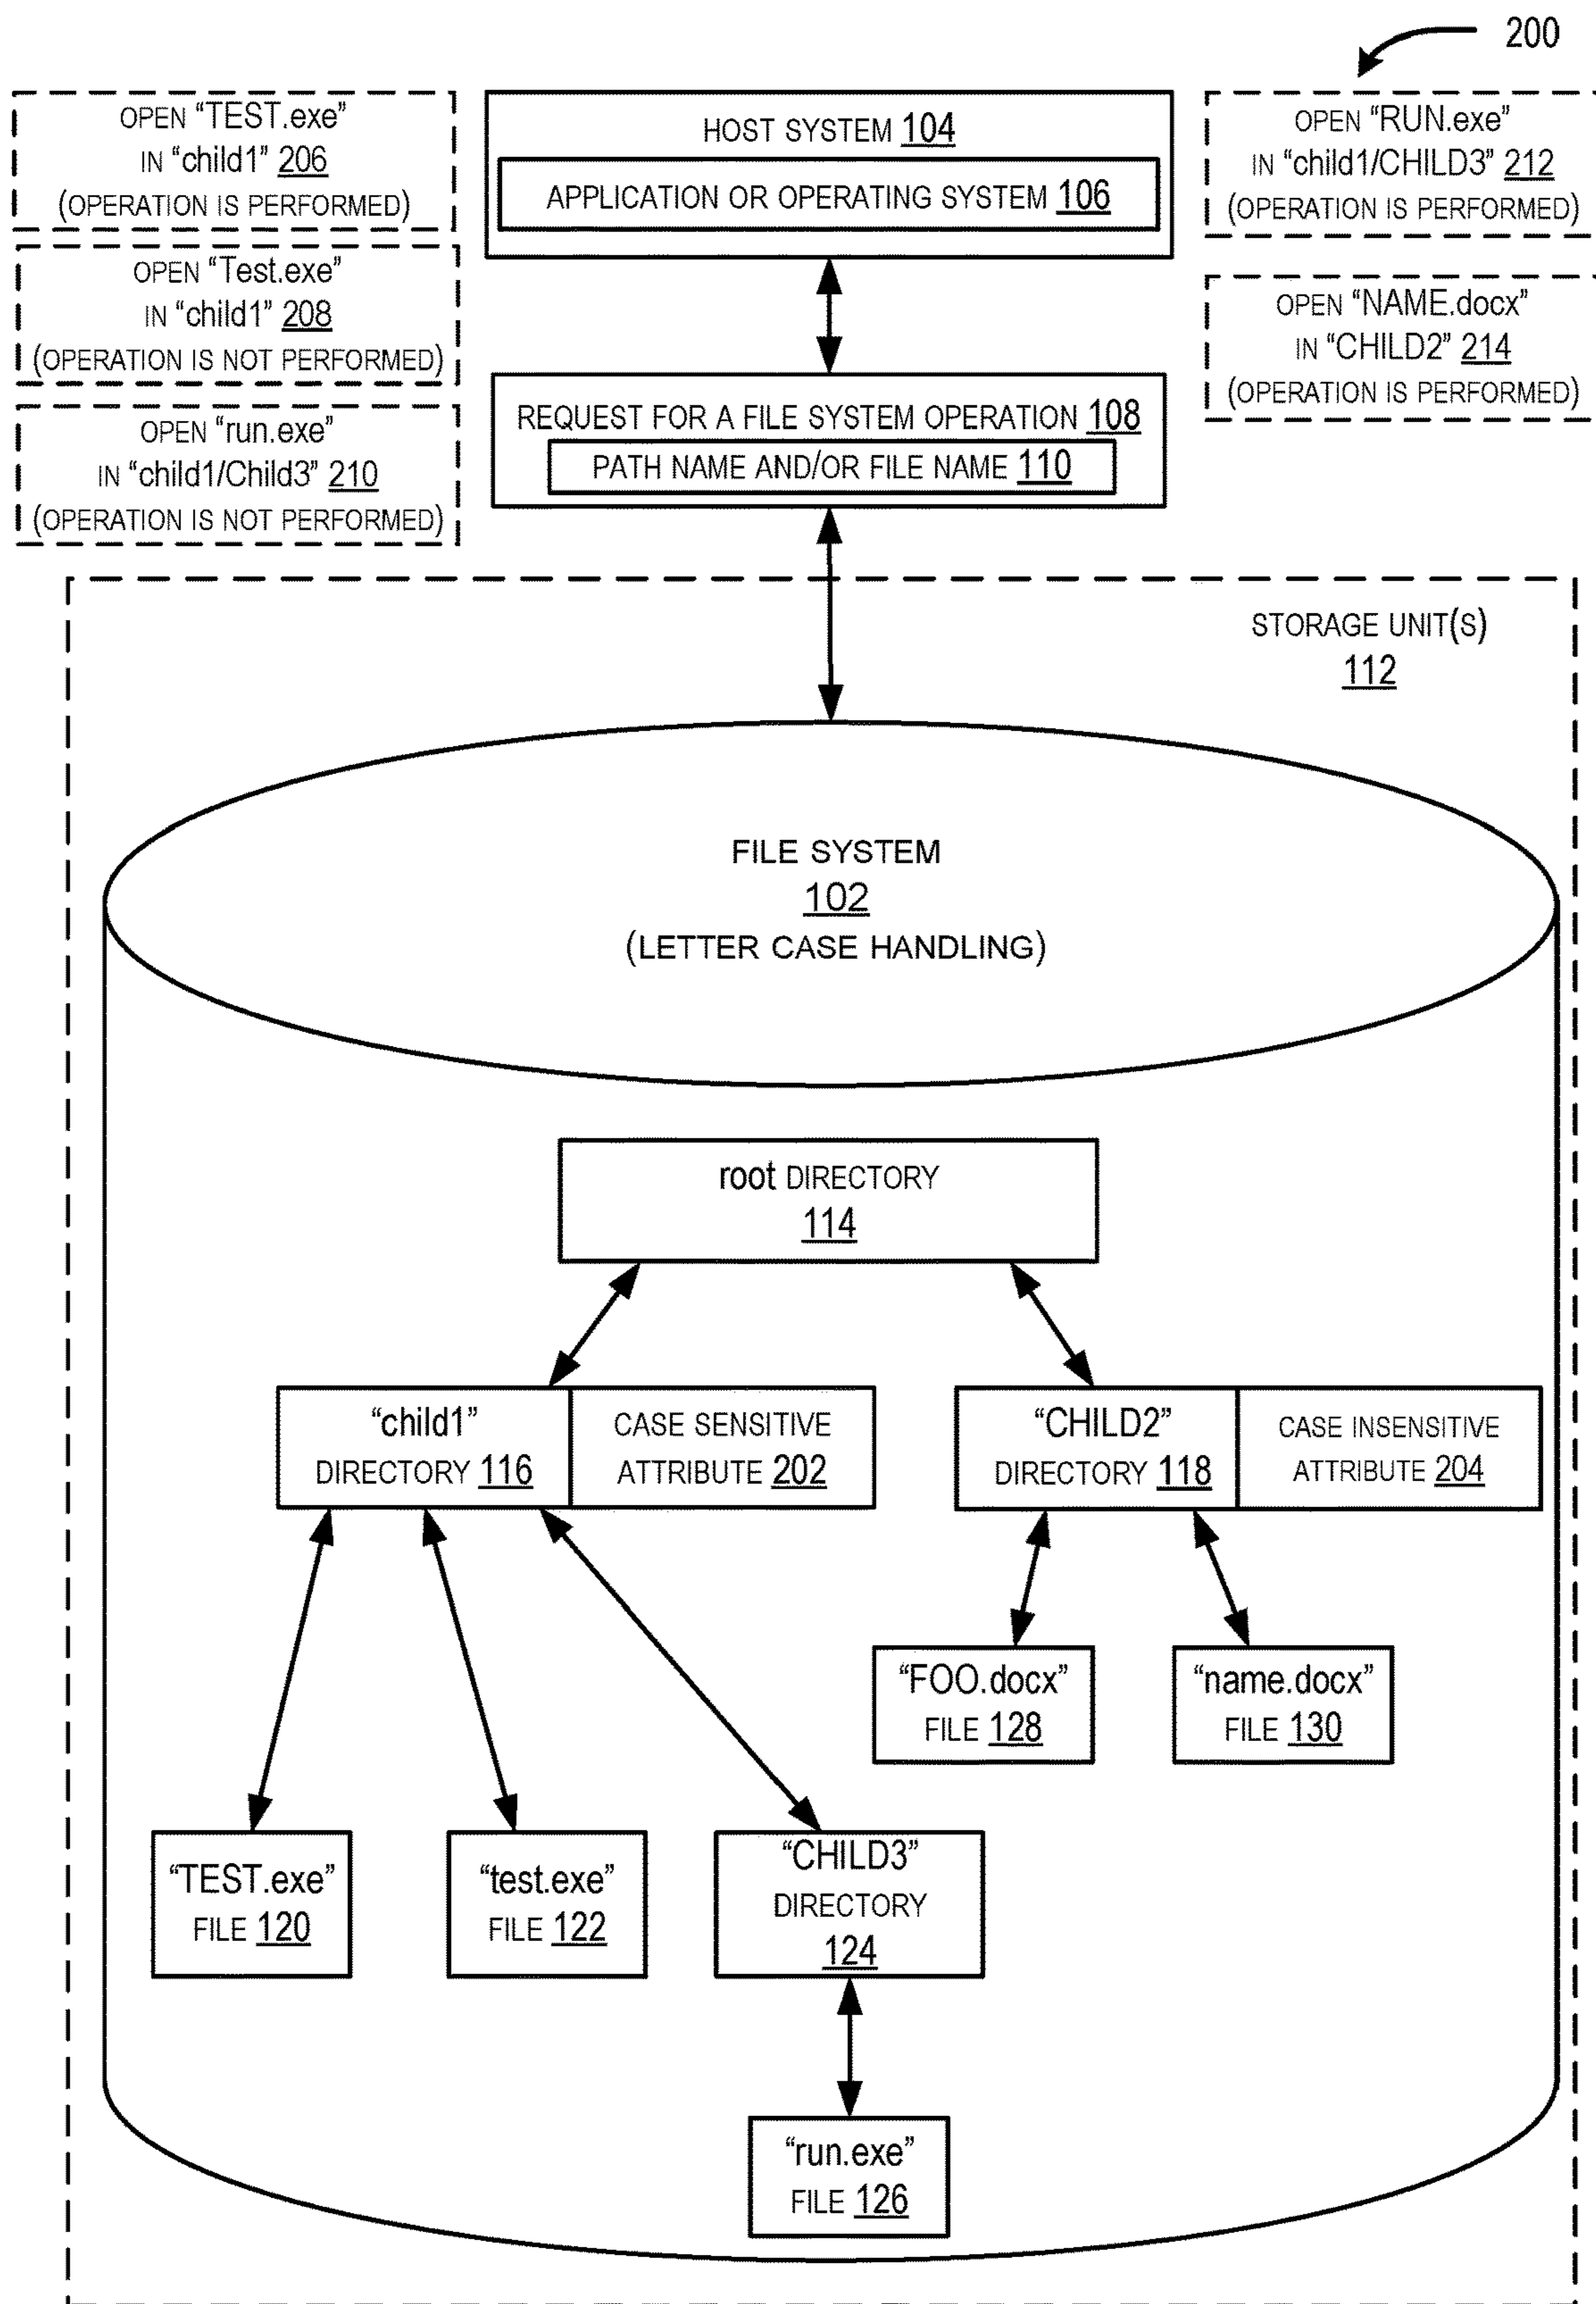 200
OPEN “TEST.exe”
IN “child1” 206
(OPERATION IS PERFORMED)
OPEN “Test.exe”
IN “child1” 208
(OPERATION IS NOT PERFORMED)
OPEN “run.exe”
IN “child1/Child3” 210
(OPERATION IS NOT PERFORMED)
HOST SYSTEM 104
APPLICATION OR OPERATING SYSTEM 106
OPEN “RUN.exe”
IN “child1/CHILD3” 212
(OPERATION IS PERFORMED)
OPEN “NAME.docx”
IN “CHILD2” 214
(OPERATION IS PERFORMED)
REQUEST FOR A FILE SYSTEM OPERATION 108
PATH NAME AND/OR FILE NAME 110
STORAGE UNIT(S)
112
FILE SYSTEM
102
(LETTER CASE HANDLING)
root DIRECTORY
114
“child1”
DIRECTORY 116
CASE SENSITIVE
ATTRIBUTE 202
“CHILD2”
DIRECTORY 118
CASE INSENSITIVE
ATTRIBUTE 204
“FOO.docx”
FILE 128
“name.docx”
FILE 130
“TEST.exe”
FILE 120
“test.exe”
FILE 122
“CHILD3”
DIRECTORY
124
“run.exe”
FILE 126